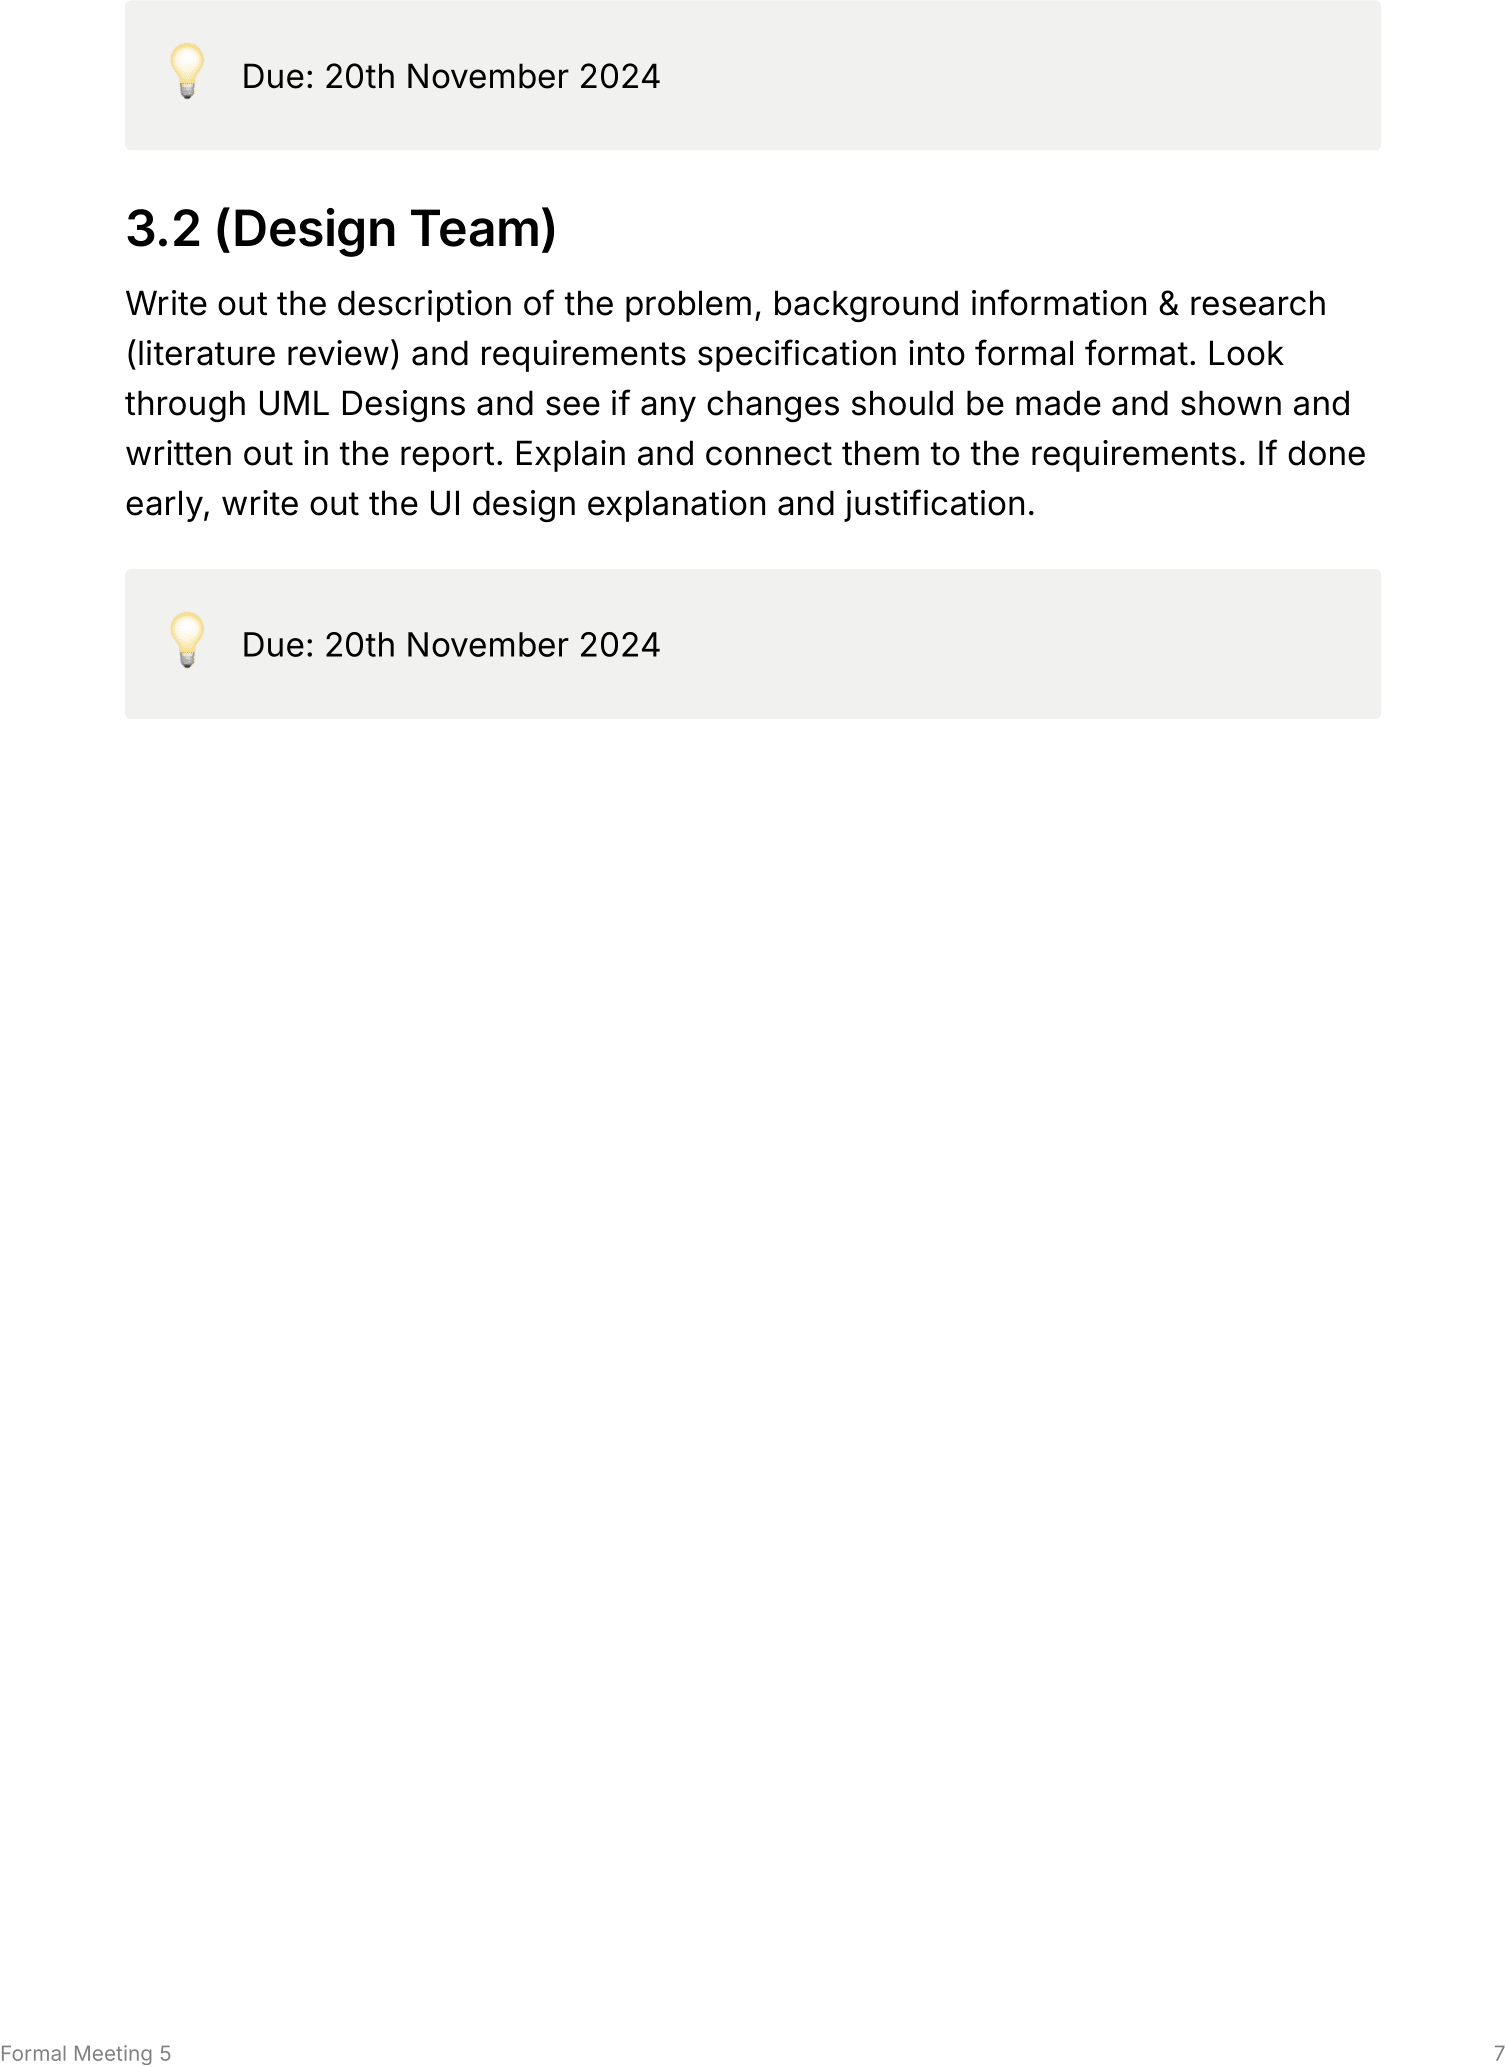 Due: 20th November 2024
3.2 (Design Team)
Write out the description of the problem, background information & research
(literature review) and requirements specification into formal format. Look
through UML Designs and see if any changes should be made and shown and
written out in the report. Explain and connect them to the requirements. If done
early, write out the UI design explanation and justification.
Due: 20th November 2024
Formal Meeting 5
7